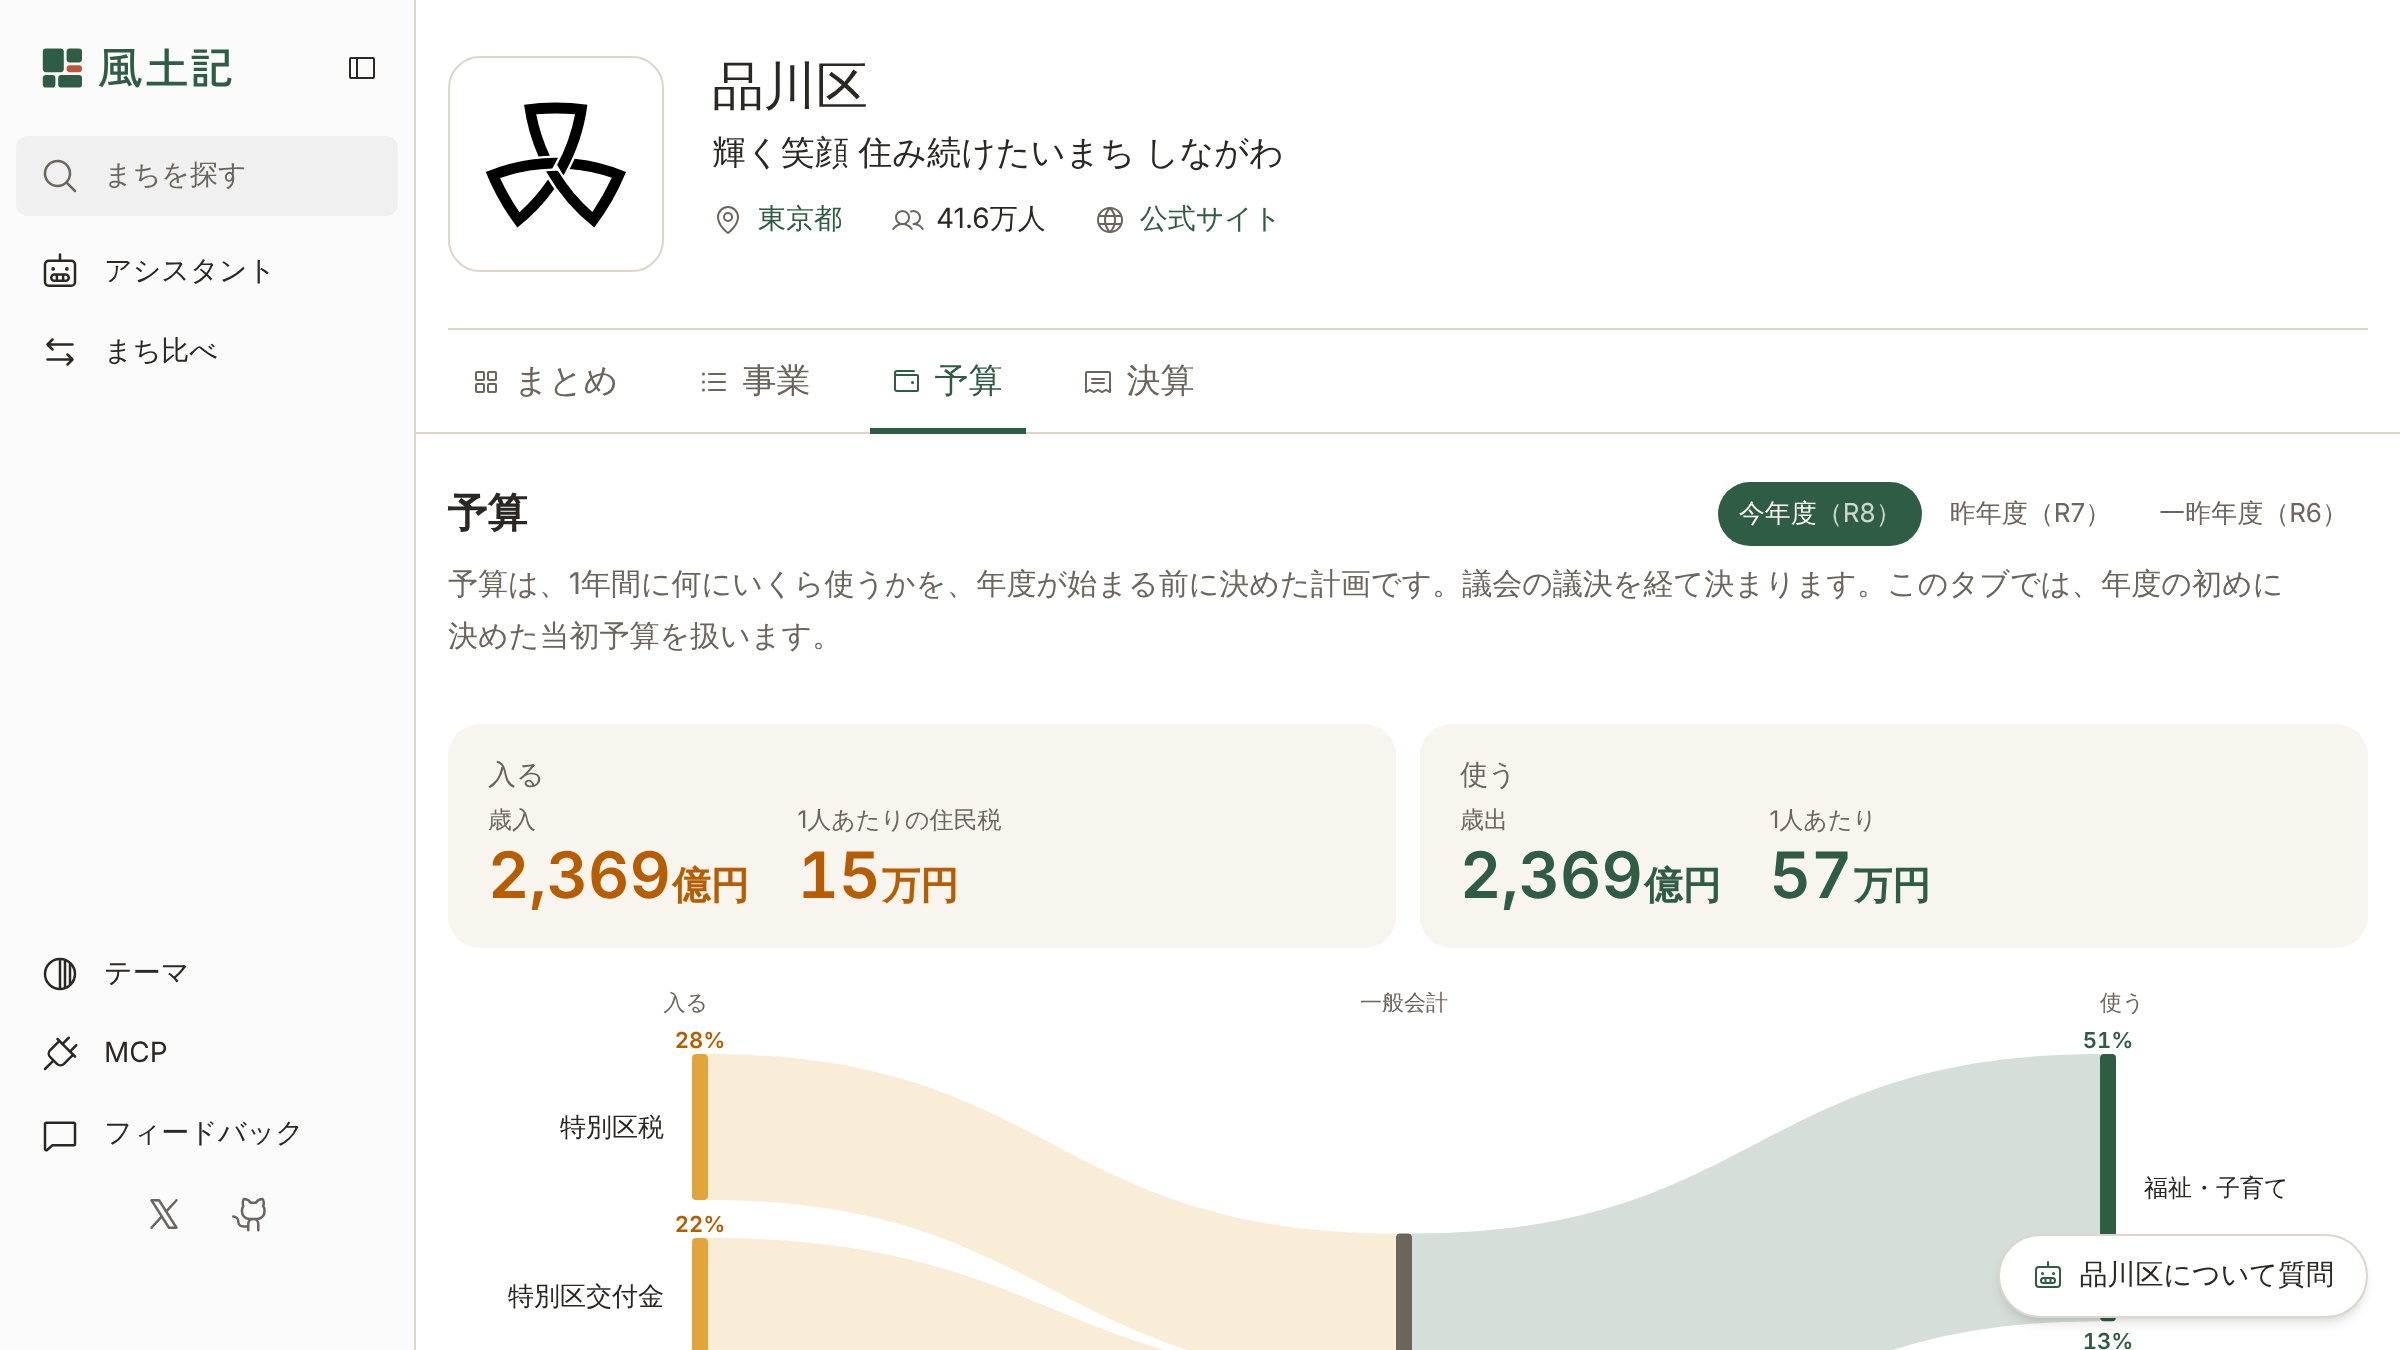 風土記
まちを探す
アシスタント
まち比べ
テーマ
MCP
フィードバック
品川区
輝く笑顔 住み続けたいまち しながわ
東京都 41.6万人 公式サイト
まとめ 事業 予算 決算
予算
今年度（R8） 昨年度（R7） 一昨年度（R6）
予算は、1年間に何にいくら使うかを、年度が始まる前に決めた計画です。議会の議決を経て決まります。このタブでは、年度の初めに
決めた当初予算を扱います。
入る
歳入 1人あたりの住民税
2,369億円 15万円
使う
歳出 1人あたり
2,369億円 57万円
入る 一般会計 使う
28% 51%
特別区税
福祉・子育て
22%
特別区交付金
品川区について質問
13%